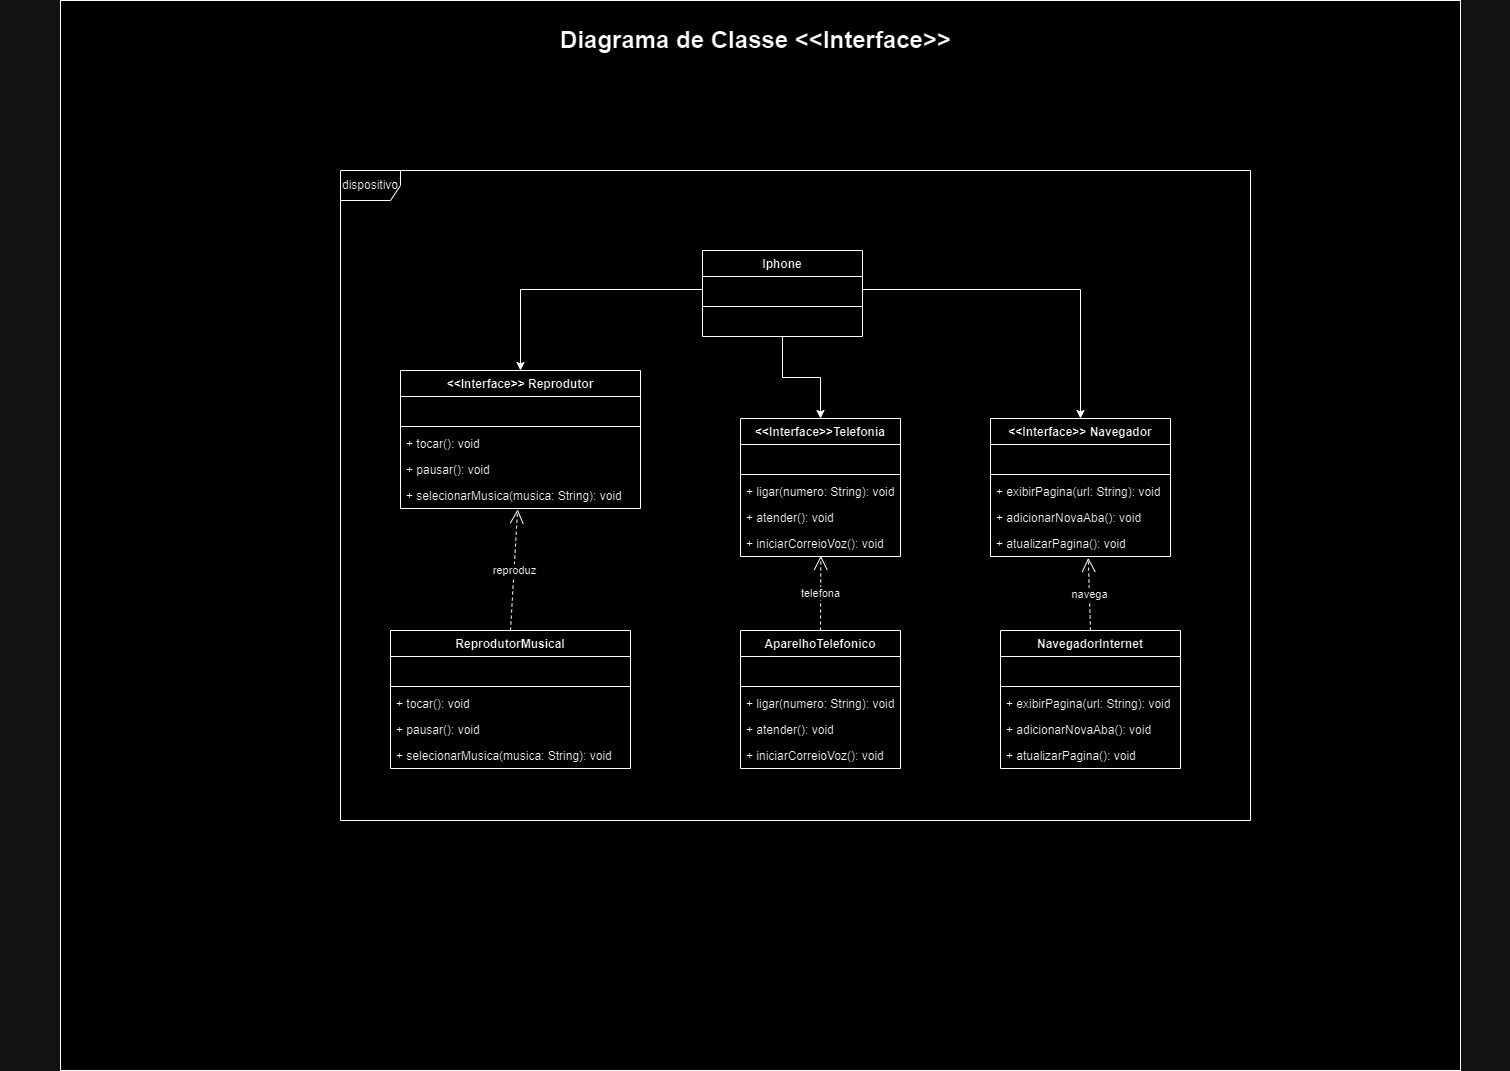 Diagrama de Classe <<Interface>>
dispositivo
Iphone
<<Interface>> Reprodutor
+ tocar(): void
+ pausar(): void
+ selecionarMusica(musica: String): void
<<Interface>>Telefonia
+ ligar(numero: String): void
+ atender(): void
+ iniciarCorreioVoz(): void
<<Interface>> Navegador
+ exibirPagina(url: String): void
+ adicionarNovaAba(): void
+ atualizarPagina(): void
reproduz
telefona
navega
ReprodutorMusical
+ tocar(): void
+ pausar(): void
+ selecionarMusica(musica: String): void
AparelhoTelefonico
+ ligar(numero: String): void
+ atender(): void
+ iniciarCorreioVoz(): void
NavegadorInternet
+ exibirPagina(url: String): void
+ adicionarNovaAba(): void
+ atualizarPagina(): void